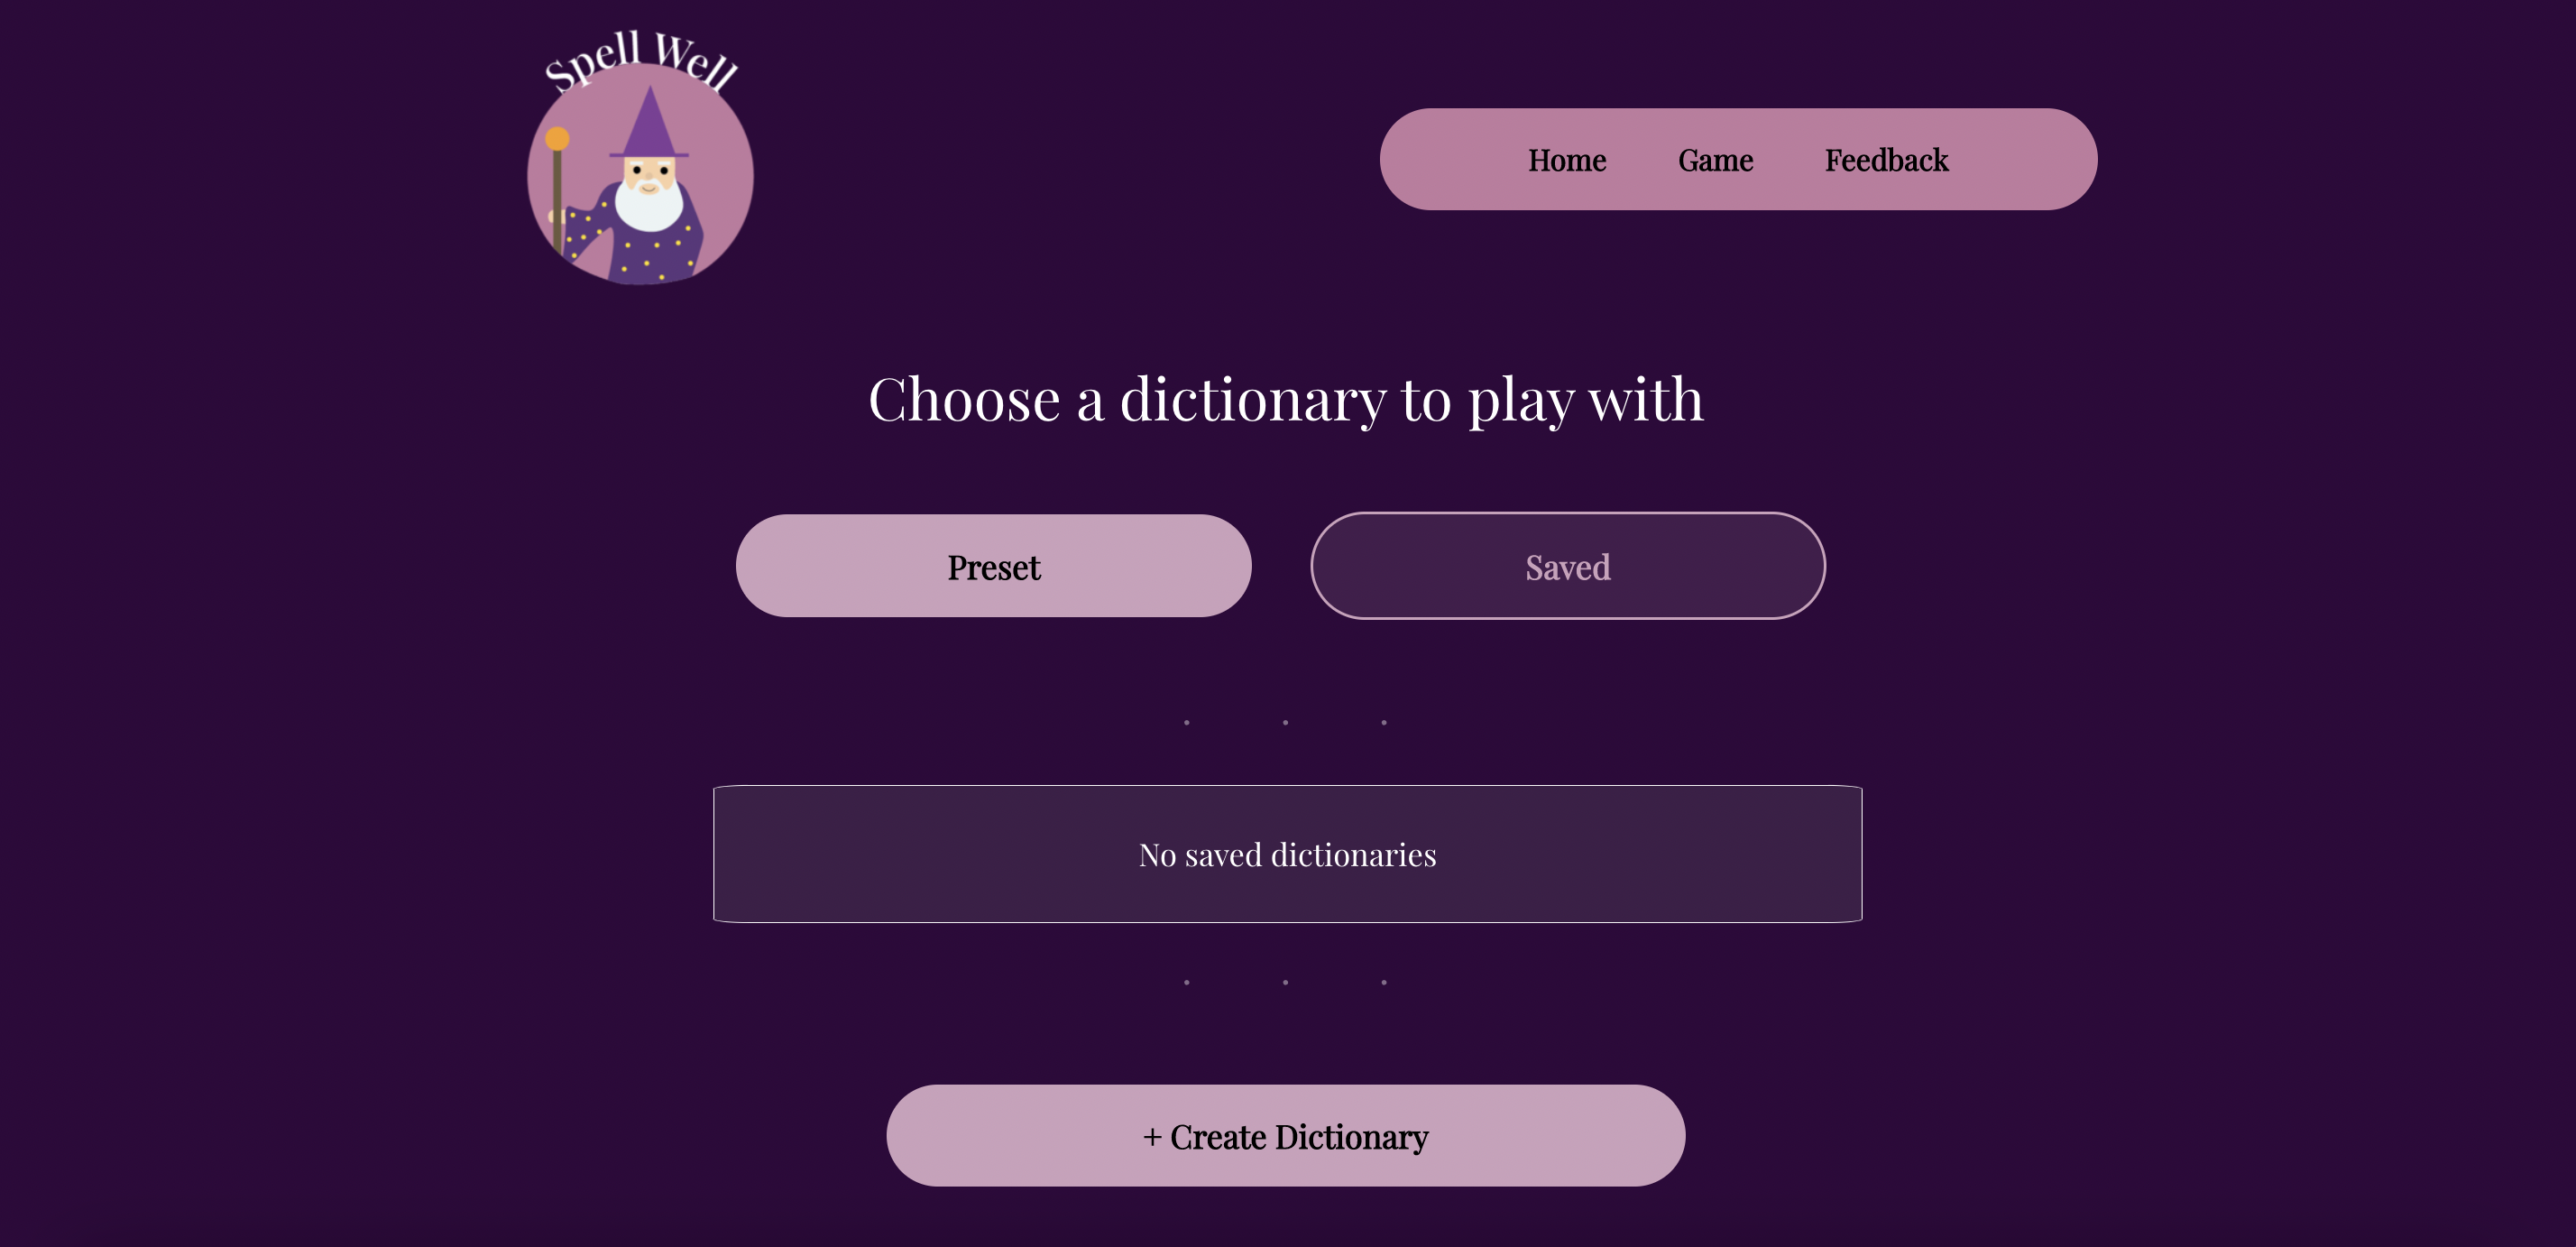 Spell Well
Home Game Feedback
Choose a dictionary to play with
Preset Saved
No saved dictionaries
+ Create Dictionary